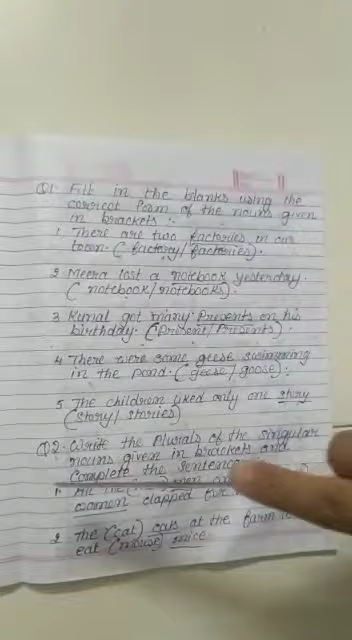 Q1. Fill in the blanks using the
correct form of the nouns given
in brackets :-
1. There are two factories in our
town. (factory/factories).
2 Meera lost a notebook yesterday.
(notebook/notebooks).
3 Kunal got many Presents on his
birthday. (Present/Presents).
4 There were some geese swimming
in the pond. (geese/goose).
5 The children liked only one story
(story/stories)
Q2. Write the Plurals of the singular
nouns given in brackets and
Complete the sentence
1. All the men
women clapped
2 The (cat) cats at the farm
eat (mouse) mice